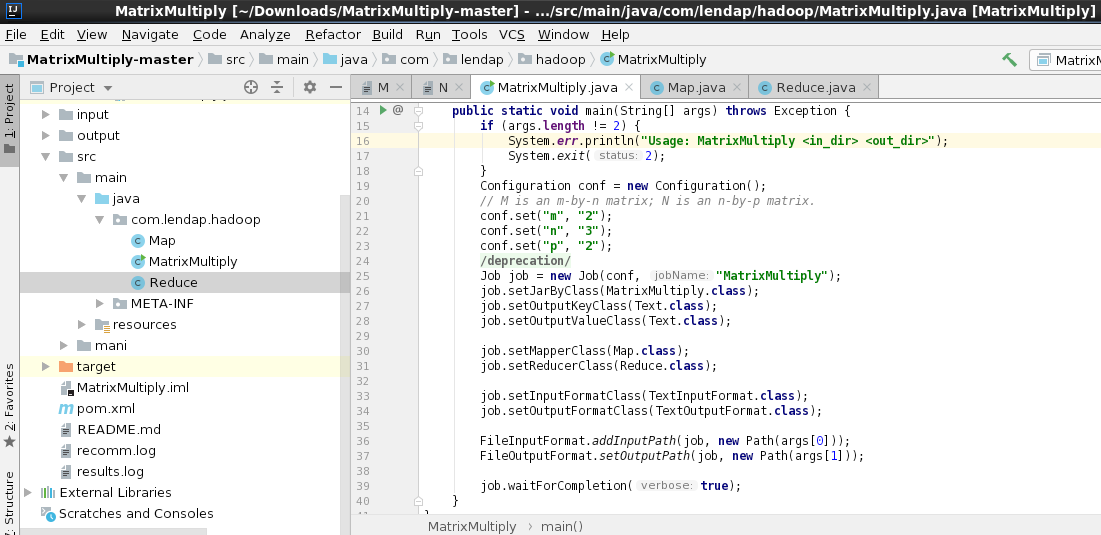 MatrixMultiply [~/Downloads/MatrixMultiply-master] - .../src/main/java/com/lendap/hadoop/MatrixMultiply.java [MatrixMultiply]
File Edit View Navigate Code Analyze Refactor Build Run Tools VCS Window Help
MatrixMultiply-master src main java com lendap hadoop MatrixMultiply MatrixM
1: Project
2: Favorites
7: Structure
Project
input
output
src
main
java
com.lendap.hadoop
Map
MatrixMultiply
Reduce
META-INF
resources
mani
target
MatrixMultiply.iml
pom.xml
README.md
recomm.log
results.log
External Libraries
Scratches and Consoles
M N MatrixMultiply.java Map.java Reduce.java
14 @ public static void main(String[] args) throws Exception {
15 if (args.length != 2) {
16 System.err.println("Usage: MatrixMultiply <in_dir> <out_dir>");
17 System.exit( status: 2);
18 }
19 Configuration conf = new Configuration();
20 // M is an m-by-n matrix; N is an n-by-p matrix.
21 conf.set("m", "2");
22 conf.set("n", "3");
23 conf.set("p", "2");
24 /deprecation/
25 Job job = new Job(conf, jobName: "MatrixMultiply");
26 job.setJarByClass(MatrixMultiply.class);
27 job.setOutputKeyClass(Text.class);
28 job.setOutputValueClass(Text.class);
29
30 job.setMapperClass(Map.class);
31 job.setReducerClass(Reduce.class);
32
33 job.setInputFormatClass(TextInputFormat.class);
34 job.setOutputFormatClass(TextOutputFormat.class);
35
36 FileInputFormat.addInputPath(job, new Path(args[0]));
37 FileOutputFormat.setOutputPath(job, new Path(args[1]));
38
39 job.waitForCompletion( verbose: true);
40 }
MatrixMultiply main()